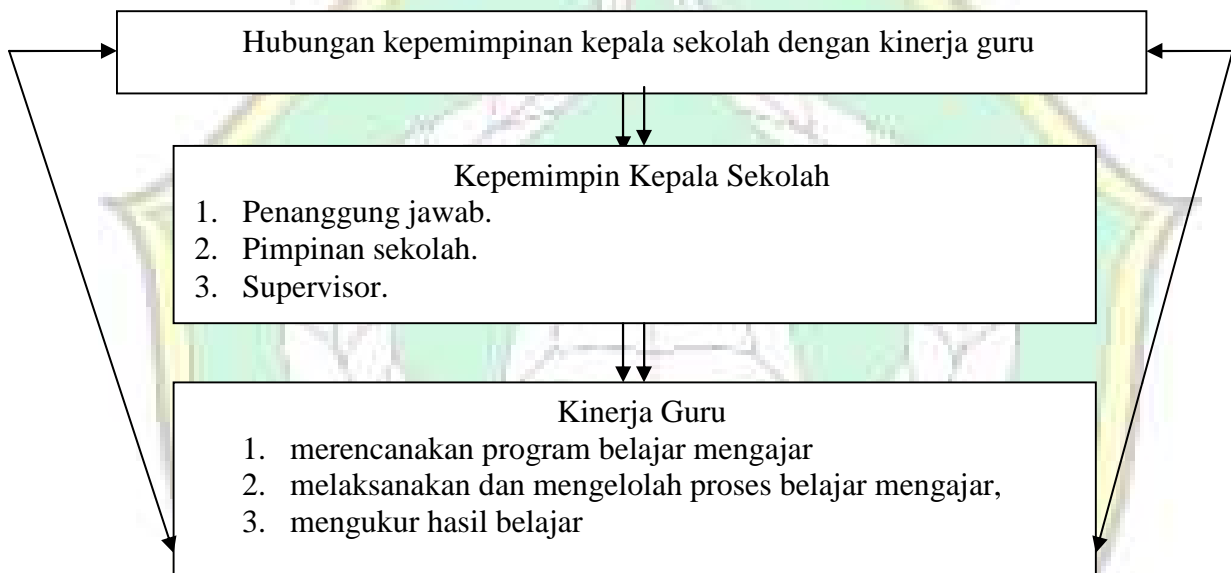 Hubungan kepemimpinan kepala sekolah dengan kinerja guru
Kepemimpin Kepala Sekolah
1. Penanggung jawab.
2. Pimpinan sekolah.
3. Supervisor.
Kinerja Guru
1. merencanakan program belajar mengajar
2. melaksanakan dan mengelolah proses belajar mengajar,
3. mengukur hasil belajar